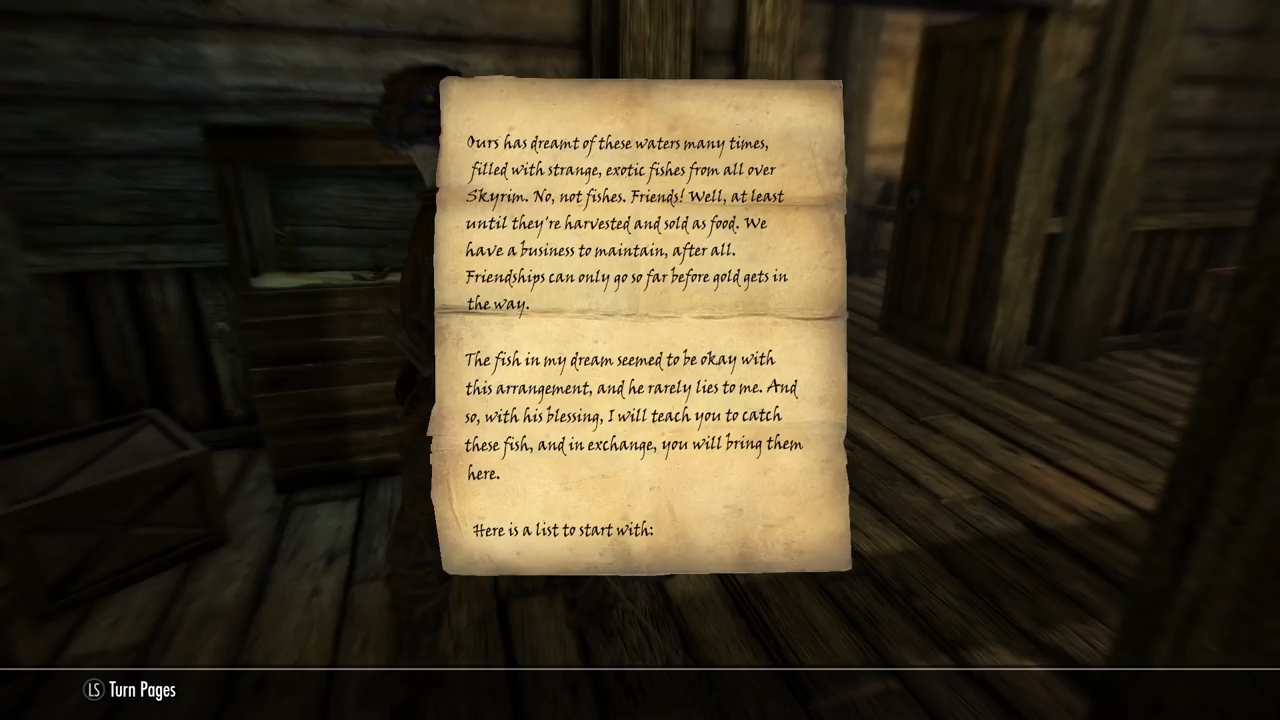 Ours has dreamt of these waters many times,
filled with strange, exotic fishes from all over
Skyrim. No, not fishes. Friends! Well, at least
until they're harvested and sold as food. We
have a business to maintain, after all.
Friendships can only go so far before gold gets in
the way.
The fish in my dream seemed to be okay with
this arrangement, and he rarely lies to me. And
so, with his blessing, I will teach you to catch
these fish, and in exchange, you will bring them
here.
Here is a list to start with:
LS Turn Pages